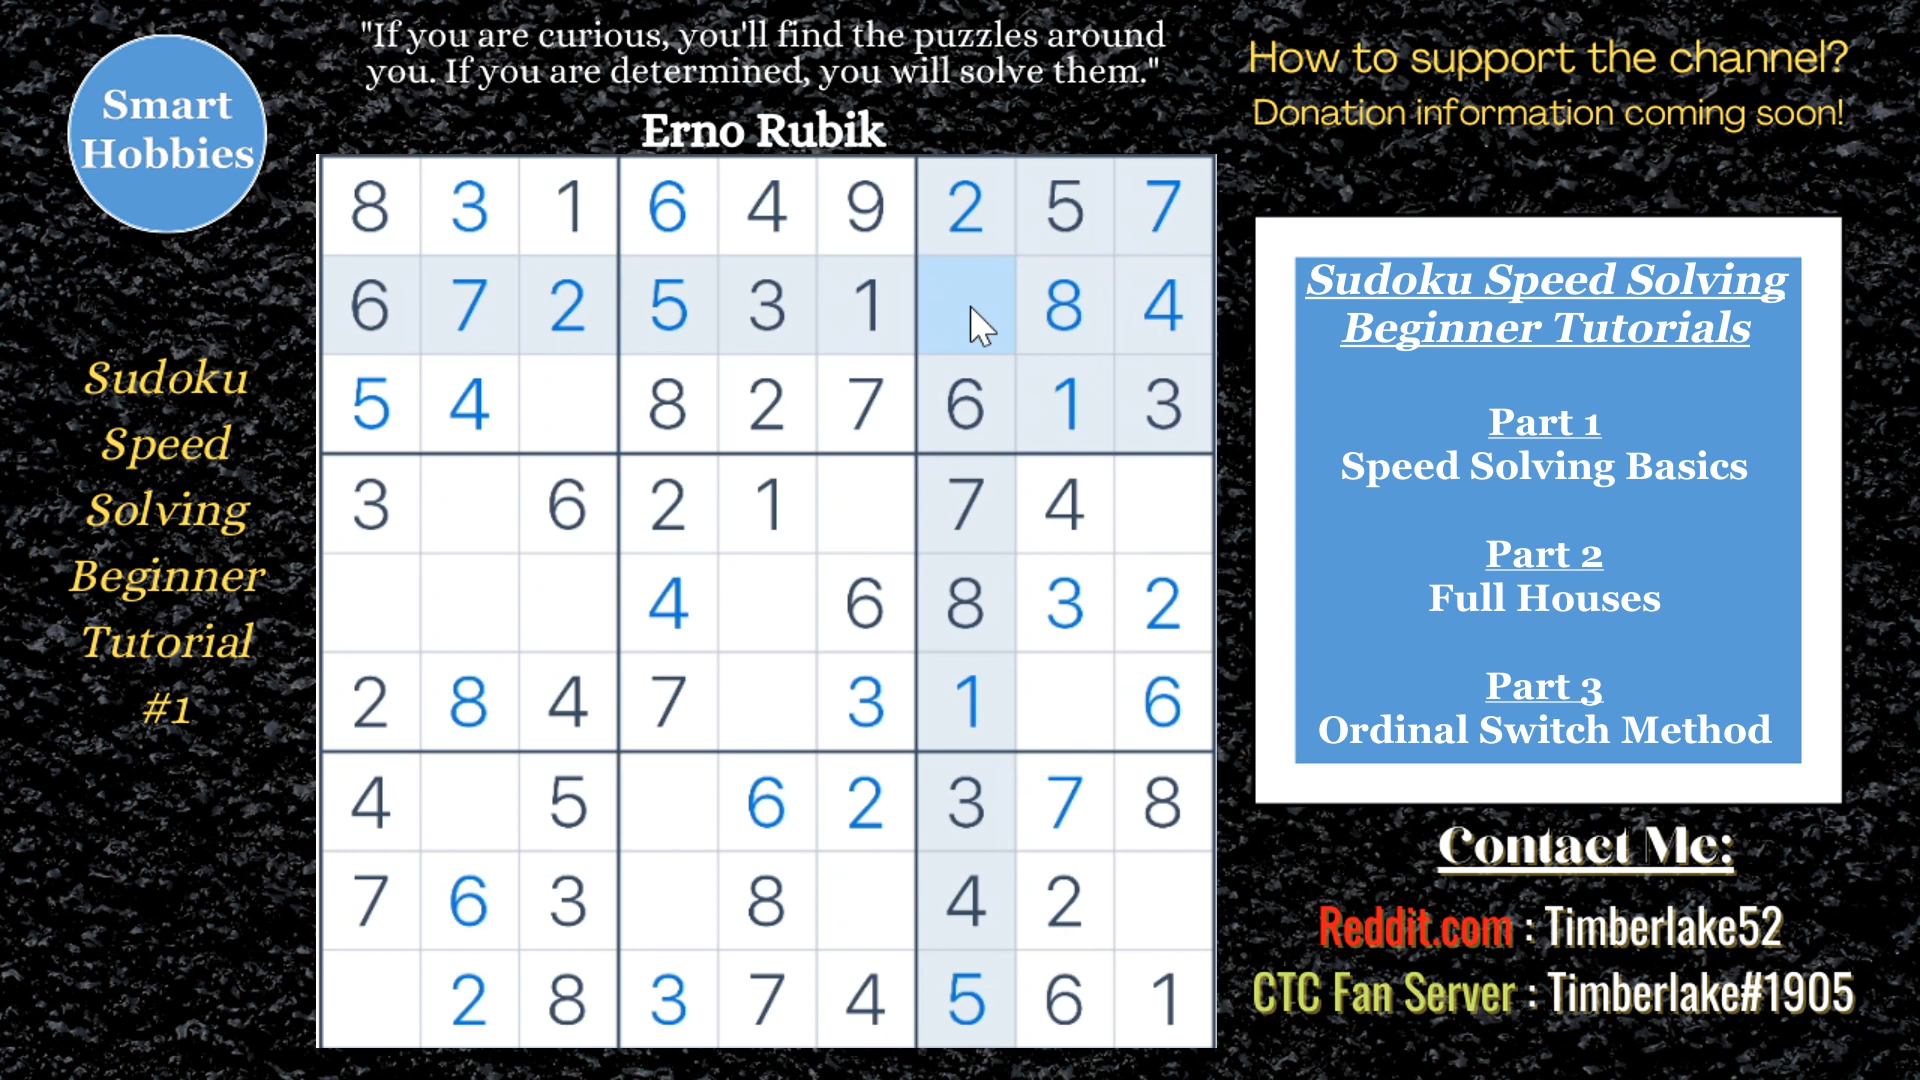 Smart
Hobbies
"If you are curious, you'll find the puzzles around
you. If you are determined, you will solve them."
Erno Rubik
How to support the channel?
Donation information coming soon!
Sudoku
Speed
Solving
Beginner
Tutorial
#1
8 3 1 6 4 9 2 5 7
6 7 2 5 3 1 8 4
5 4 8 2 7 6 1 3
3 6 2 1 7 4
4 6 8 3 2
2 8 4 7 3 1 6
4 5 6 2 3 7 8
7 6 3 8 4 2
2 8 3 7 4 5 6 1
Sudoku Speed Solving
Beginner Tutorials
Part 1
Speed Solving Basics
Part 2
Full Houses
Part 3
Ordinal Switch Method
Contact Me:
Reddit.com : Timberlake52
CTC Fan Server : Timberlake#1905